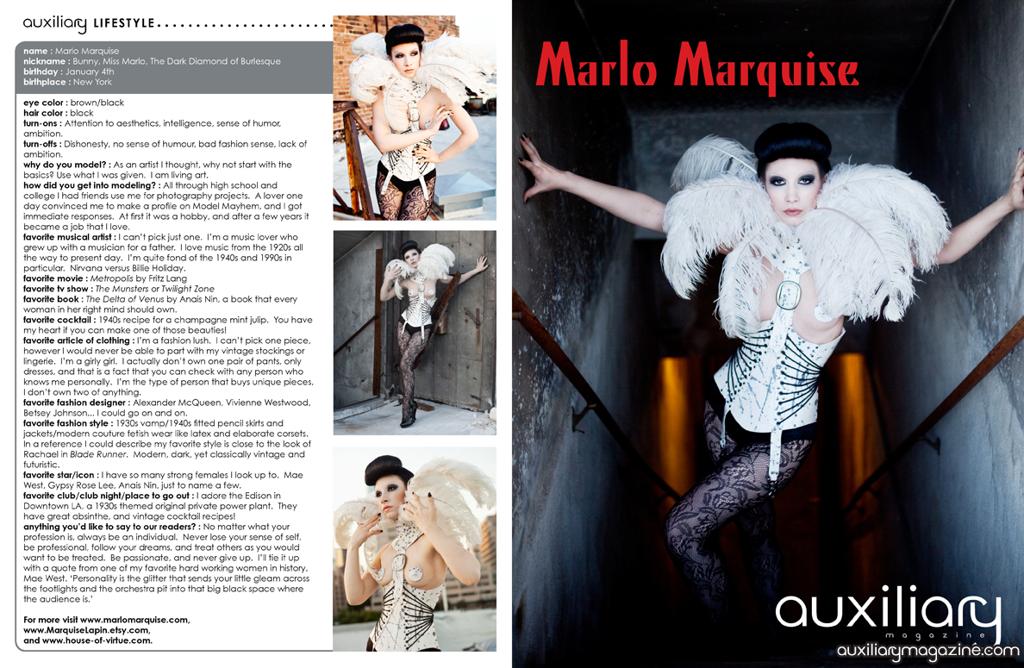 auxiliary LIFESTYLE
name : Marlo Marquise
nickname : Bunny, Miss Marlo, The Dark Diamond of Burlesque
birthday : January 4th
birthplace : New York
eye color : brown/black
hair color : black
turn-ons : Attention to aesthetics, intelligence, sense of humor,
ambition.
turn-offs : Dishonesty, no sense of humour, bad fashion sense, lack of
ambition.
why do you model? : As an artist I thought, why not start with the
basics? Use what I was given. I am living art.
how did you get into modeling? : All through high school and
college I had friends use me for photography projects. A lover one
day convinced me to make a profile on Model Mayhem, and I got
immediate responses. At first it was a hobby, and after a few years it
became a job that I love.
favorite musical artist : I can't pick just one. I'm a music lover who
grew up with a musician for a father. I love music from the 1920s all
the way to present day. I'm quite fond of the 1940s and 1990s in
particular. Nirvana versus Billie Holiday.
favorite movie : Metropolis by Fritz Lang
favorite tv show : The Munsters or Twilight Zone
favorite book : The Delta of Venus by Anais Nin, a book that every
woman in her right mind should own.
favorite cocktail : 1940s recipe for a champagne mint julip. You have
my heart if you can make one of those beauties!
favorite article of clothing : I'm a fashion lush. I can't pick one piece,
however I would never be able to part with my vintage stockings or
lingerie. I'm a girly girl. I actually don't own one pair of pants, only
dresses, and that is a fact that you can check with any person who
knows me personally. I'm the type of person that buys unique pieces,
I don't own two of anything.
favorite fashion designer : Alexander McQueen, Vivienne Westwood,
Betsey Johnson... I could go on and on.
favorite fashion style : 1930s vamp/1940s fitted pencil skirts and
jackets/modern couture fetish wear like latex and elaborate corsets.
In a reference I could describe my favorite style is close to the look of
Rachael in Blade Runner. Modern, dark, yet classically vintage and
futuristic.
favorite star/icon : I have so many strong females I look up to. Mae
West, Gypsy Rose Lee, Anais Nin, just to name a few.
favorite club/club night/place to go out : I adore the Edison in
Downtown LA, a 1930s themed original private power plant. They
have great absinthe, and vintage cocktail recipes!
anything you'd like to say to our readers? : No matter what your
profession is, always be an individual. Never lose your sense of self,
be professional, follow your dreams, and treat others as you would
want to be treated. Be passionate, and never give up. I'll tie it up
with a quote from one of my favorite hard working women in history,
Mae West. 'Personality is the glitter that sends your little gleam across
the footlights and the orchestra pit into that big black space where
the audience is.'
For more visit www.marlomarquise.com,
www.MarquiseLapin.etsy.com,
and www.house-of-virtue.com.
Marlo Marquise
auxiliary
magazine
auxiliarymagazine.com